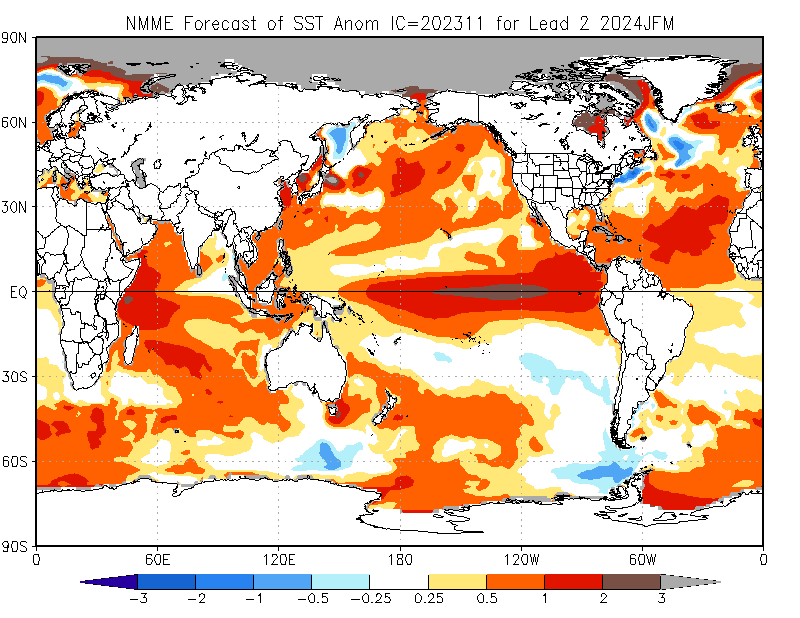 NMME Forecast of SST Anom IC=202311 for Lead 2 2024JFM
90N
60N
30N
EQ
30S
60S
90S
0 60E 120E 180 120W 60W 0
-3 -2 -1 -0.5 -0.25 0.25 0.5 1 2 3